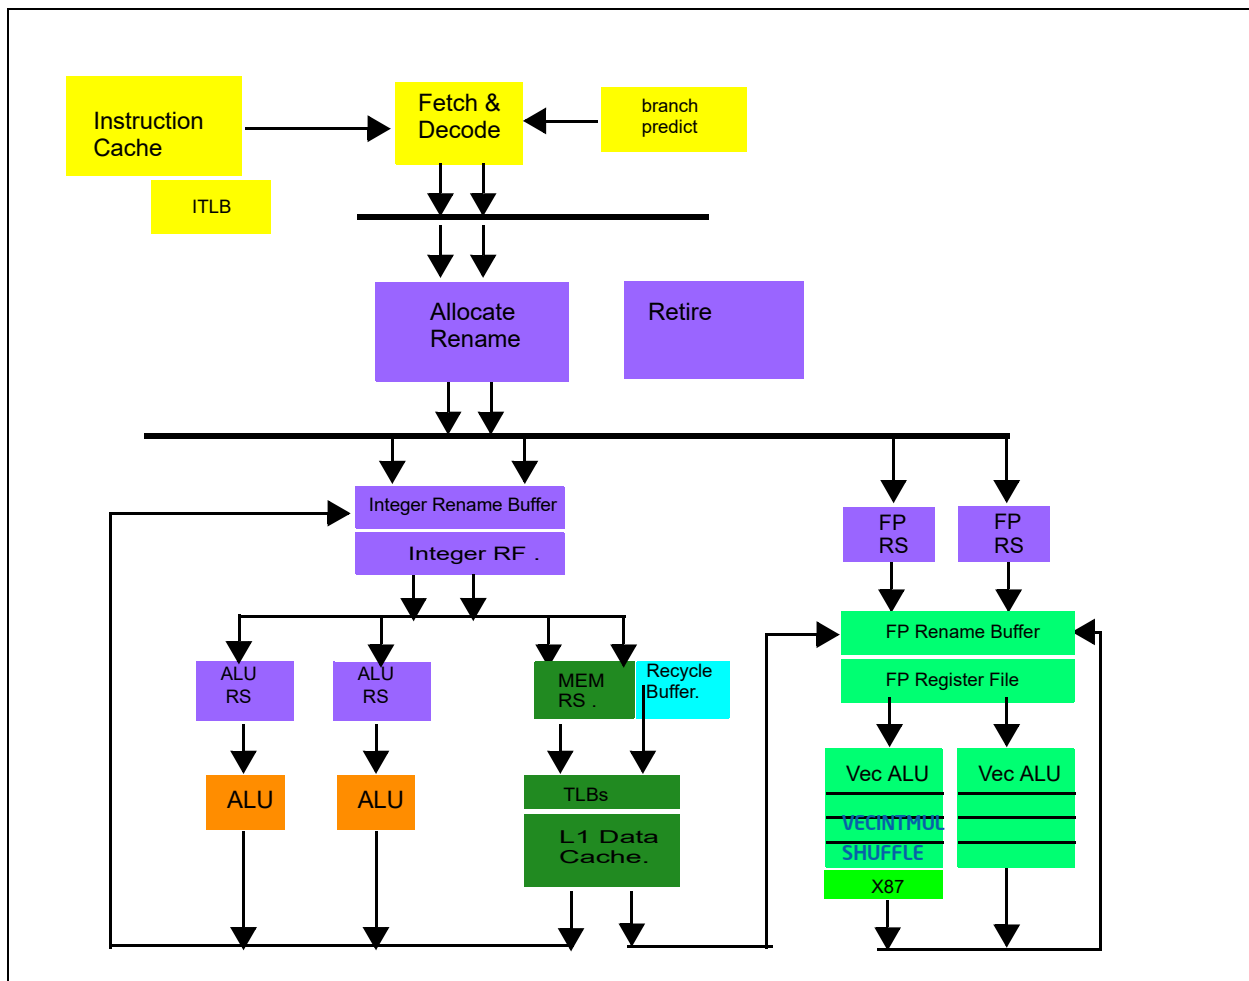 Instruction
Cache
Fetch &
Decode
branch
predict
ITLB
Allocate
Rename
Retire
Integer Rename Buffer
Integer RF .
FP
RS
FP
RS
FP Rename Buffer
FP Register File
ALU
RS
ALU
RS
MEM
RS .
Recycle
Buffer.
ALU
ALU
TLBs
L1 Data
Cache.
Vec ALU
Vec ALU
VECINTMUL
SHUFFLE
X87